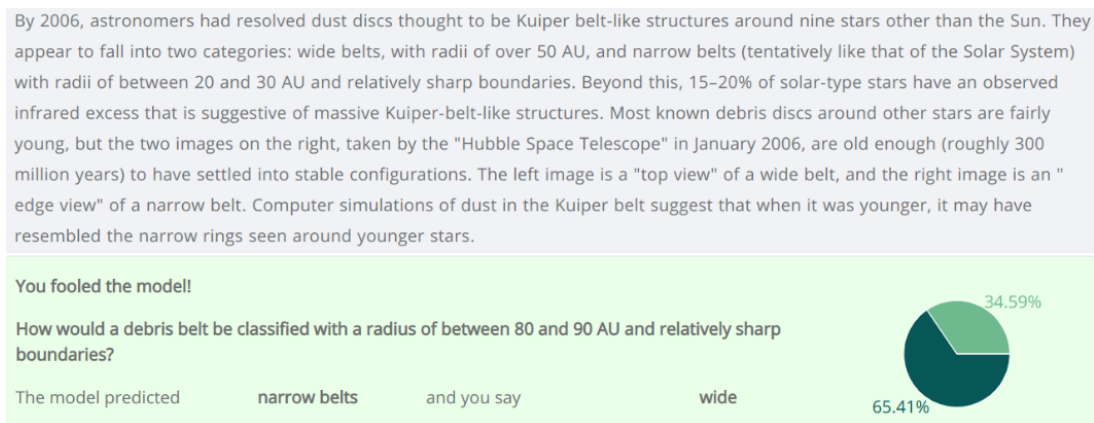 By 2006, astronomers had resolved dust discs thought to be Kuiper belt-like structures around nine stars other than the Sun. They
appear to fall into two categories: wide belts, with radii of over 50 AU, and narrow belts (tentatively like that of the Solar System)
with radii of between 20 and 30 AU and relatively sharp boundaries. Beyond this, 15–20% of solar-type stars have an observed
infrared excess that is suggestive of massive Kuiper-belt-like structures. Most known debris discs around other stars are fairly
young, but the two images on the right, taken by the "Hubble Space Telescope" in January 2006, are old enough (roughly 300
million years) to have settled into stable configurations. The left image is a "top view" of a wide belt, and the right image is an "
edge view" of a narrow belt. Computer simulations of dust in the Kuiper belt suggest that when it was younger, it may have
resembled the narrow rings seen around younger stars.
You fooled the model!
34.59%
How would a debris belt be classified with a radius of between 80 and 90 AU and relatively sharp
boundaries?
The model predicted narrow belts and you say wide
65.41%